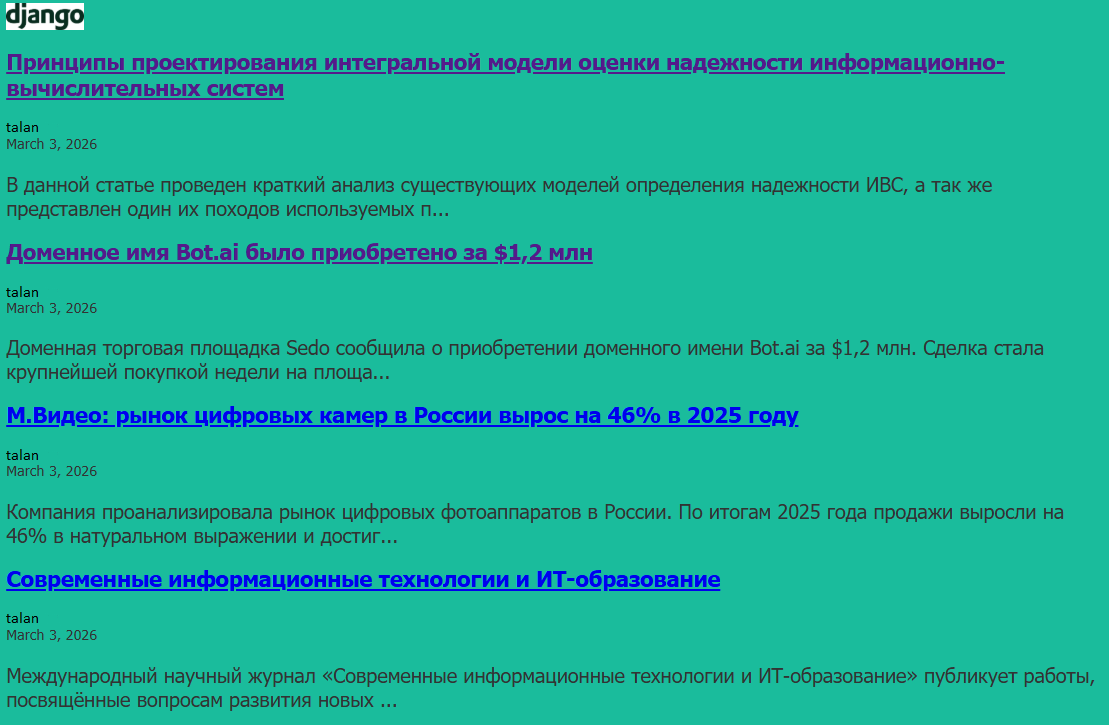 django
Принципы проектирования интегральной модели оценки надежности информационно-
вычислительных систем
talan
March 3, 2026
В данной статье проведен краткий анализ существующих моделей определения надежности ИВС, а так же
представлен один их походов используемых п...
Доменное имя Bot.ai было приобретено за $1,2 млн
talan
March 3, 2026
Доменная торговая площадка Sedo сообщила о приобретении доменного имени Bot.ai за $1,2 млн. Сделка стала
крупнейшей покупкой недели на площа...
М.Видео: рынок цифровых камер в России вырос на 46% в 2025 году
talan
March 3, 2026
Компания проанализировала рынок цифровых фотоаппаратов в России. По итогам 2025 года продажи выросли на
46% в натуральном выражении и достиг...
Современные информационные технологии и ИТ-образование
talan
March 3, 2026
Международный научный журнал «Современные информационные технологии и ИТ-образование» публикует работы,
посвящённые вопросам развития новых ...